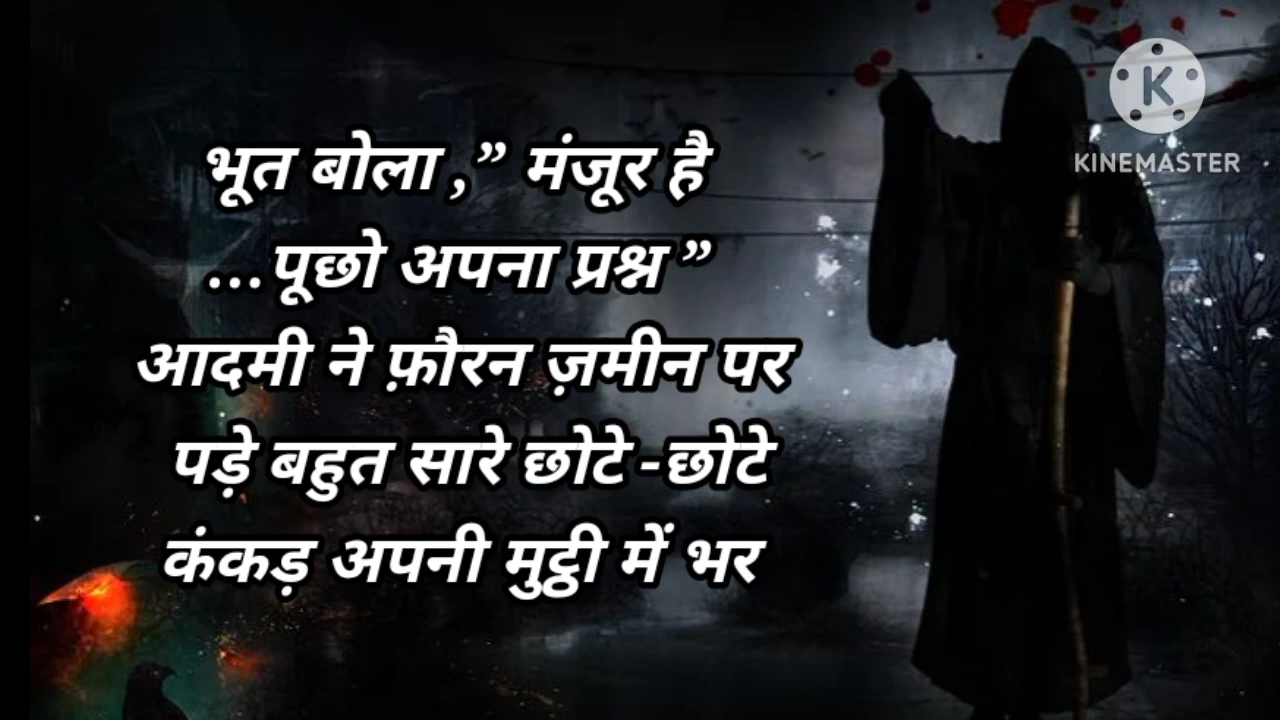 भूत बोला ,” मंजूर है
...पूछो अपना प्रश्न ”
आदमी ने फ़ौरन ज़मीन पर
पड़े बहुत सारे छोटे -छोटे
कंकड़ अपनी मुट्ठी में भर
K
KINEMASTER